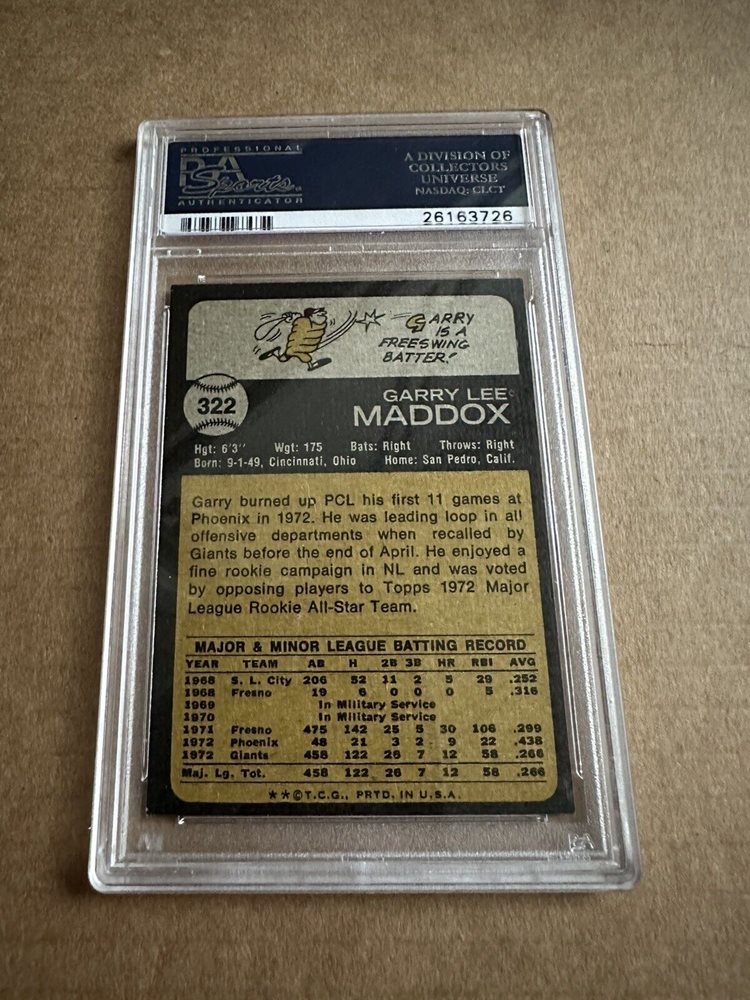 PROFESSIONAL
PSA
Sports
AUTHENTICATOR
A DIVISION OF
COLLECTORS
UNIVERSE
NASDAQ: CLCT
26163726
GARRY
IS A
FREESWING
BATTER!
322
GARRY LEE
MADDOX
Hgt: 6'3" Wgt: 175 Bats: Right Throws: Right
Born: 9-1-49, Cincinnati, Ohio Home: San Pedro, Calif.
Garry burned up PCL his first 11 games at
Phoenix in 1972. He was leading loop in all
offensive departments when recalled by
Giants before the end of April. He enjoyed a
fine rookie campaign in NL and was voted
by opposing players to Topps 1972 Major
League Rookie All-Star Team.
MAJOR & MINOR LEAGUE BATTING RECORD
YEAR TEAM AB H 2B 3B HR RBI AVG
1968 S. L. City 206 52 11 2 5 29 .252
1968 Fresno 19 6 0 0 0 5 .316
1969 In Military Service
1970 In Military Service
1971 Fresno 475 142 25 5 30 106 .299
1972 Phoenix 48 21 3 2 9 22 .438
1972 Giants 458 122 26 7 12 58 .266
Maj. Lg. Tot. 458 122 26 7 12 58 .266
**©T.C.G., PRTD. IN U.S.A.